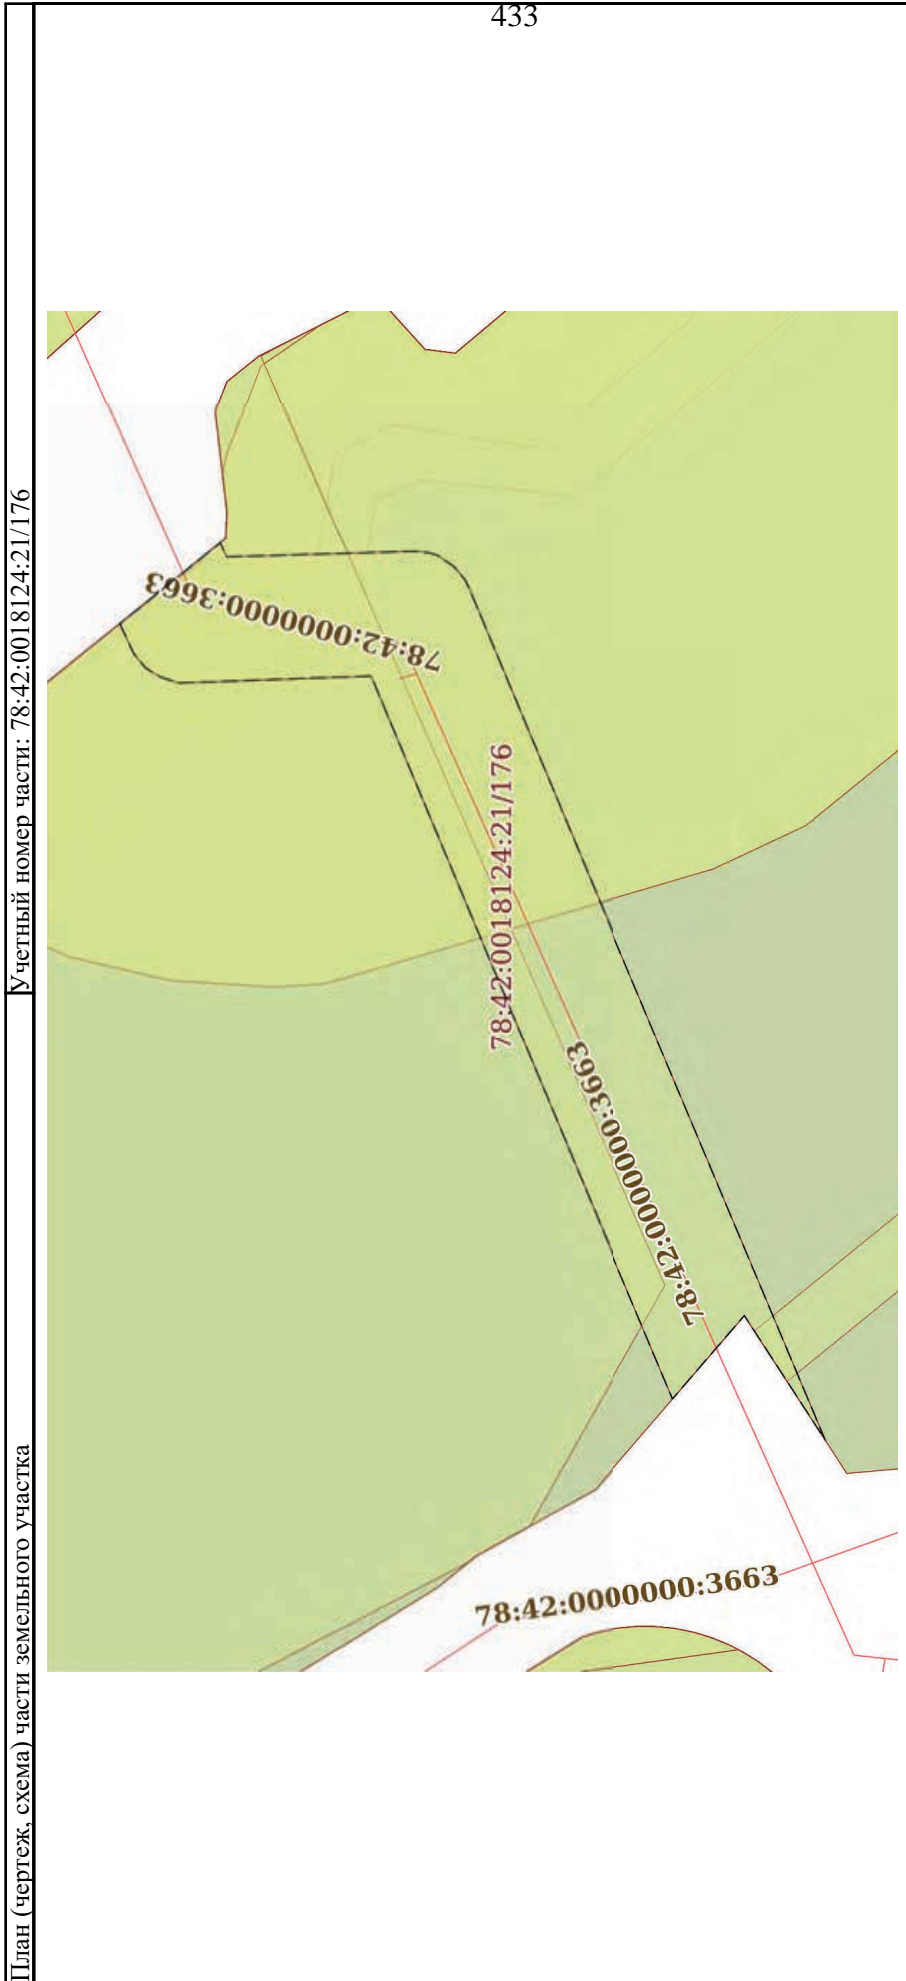 433
План (чертеж, схема) части земельного участка
Учетный номер части: 78:42:0018124:21/176
78:42:0000000:3663
78:42:0018124:21/176
78:42:0000000:3663
78:42:0000000:3663